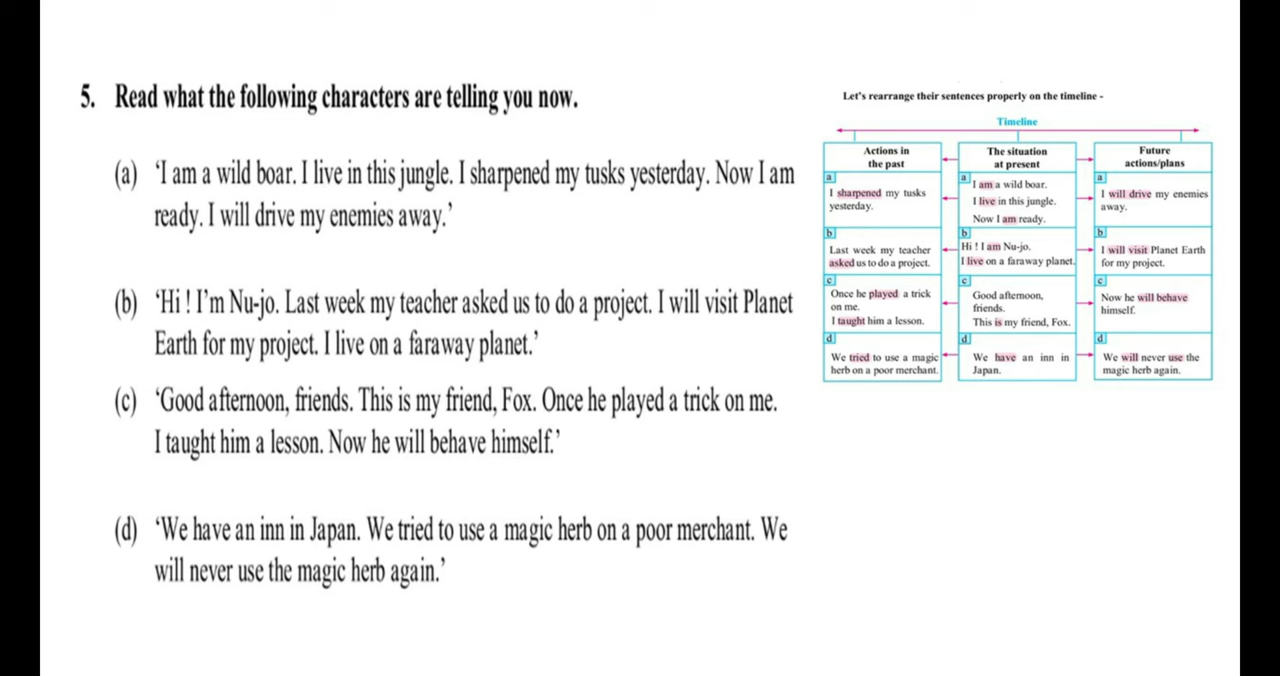 5. Read what the following characters are telling you now.
(a) ‘I am a wild boar. I live in this jungle. I sharpened my tusks yesterday. Now I am
ready. I will drive my enemies away.’
(b) ‘Hi ! I’m Nu-jo. Last week my teacher asked us to do a project. I will visit Planet
Earth for my project. I live on a faraway planet.’
(c) ‘Good afternoon, friends. This is my friend, Fox. Once he played a trick on me.
I taught him a lesson. Now he will behave himself.’
(d) ‘We have an inn in Japan. We tried to use a magic herb on a poor merchant. We
will never use the magic herb again.’
Let’s rearrange their sentences properly on the timeline -
Timeline
Actions in
the past
The situation
at present
Future
actions/plans
a
I sharpened my tusks
yesterday.
a
I am a wild boar.
I live in this jungle.
Now I am ready.
a
I will drive my enemies
away.
b
Last week my teacher
asked us to do a project.
b
Hi ! I am Nu-jo.
I live on a faraway planet.
b
I will visit Planet Earth
for my project.
c
Once he played a trick
on me.
I taught him a lesson.
c
Good afternoon,
friends.
This is my friend, Fox.
c
Now he will behave
himself.
d
We tried to use a magic
herb on a poor merchant.
d
We have an inn in
Japan.
d
We will never use the
magic herb again.